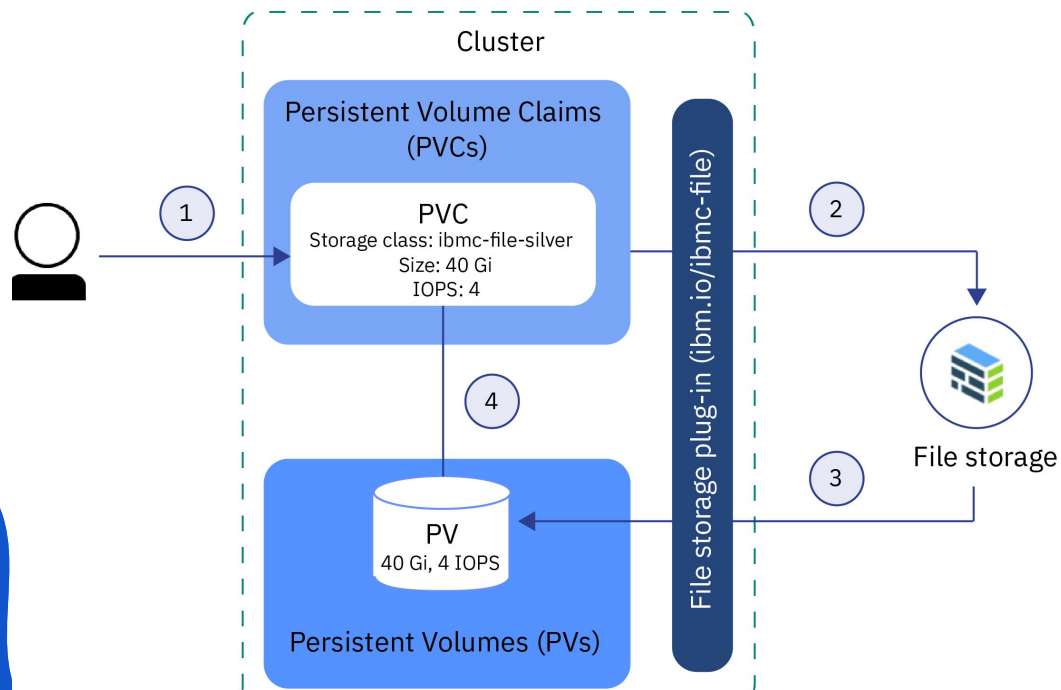 Cluster
Persistent Volume Claims
(PVCs)
1
PVC
Storage class: ibmc-file-silver
Size: 40 Gi
IOPS: 4
File storage plug-in (ibm.io/ibmc-file)
2
File storage
3
4
PV
40 Gi, 4 IOPS
Persistent Volumes (PVs)